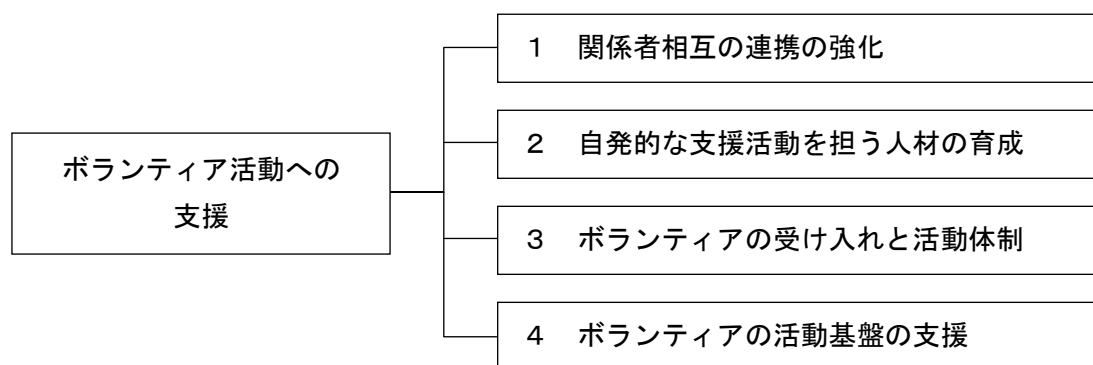 ボランティア活動への
支援
１　関係者相互の連携の強化
２　自発的な支援活動を担う人材の育成
３　ボランティアの受け入れと活動体制
４　ボランティアの活動基盤の支援